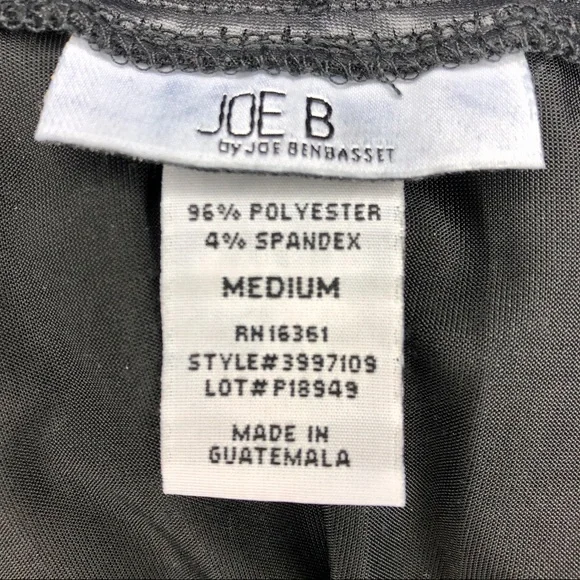 JOE B
by JOE BENBASSET
96% POLYESTER
4% SPANDEX
MEDIUM
RN16361
STYLE#3997109
LOT#P18949
MADE IN
GUATEMALA